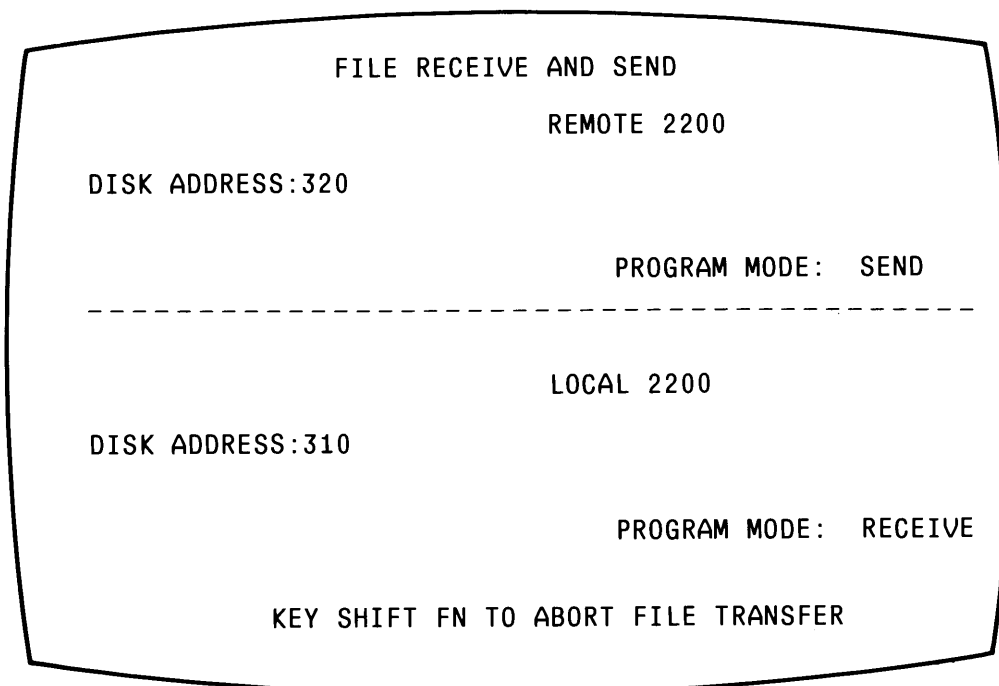 FILE RECEIVE AND SEND
REMOTE 2200
DISK ADDRESS:320
PROGRAM MODE: SEND
LOCAL 2200
DISK ADDRESS:310
PROGRAM MODE: RECEIVE
KEY SHIFT FN TO ABORT FILE TRANSFER